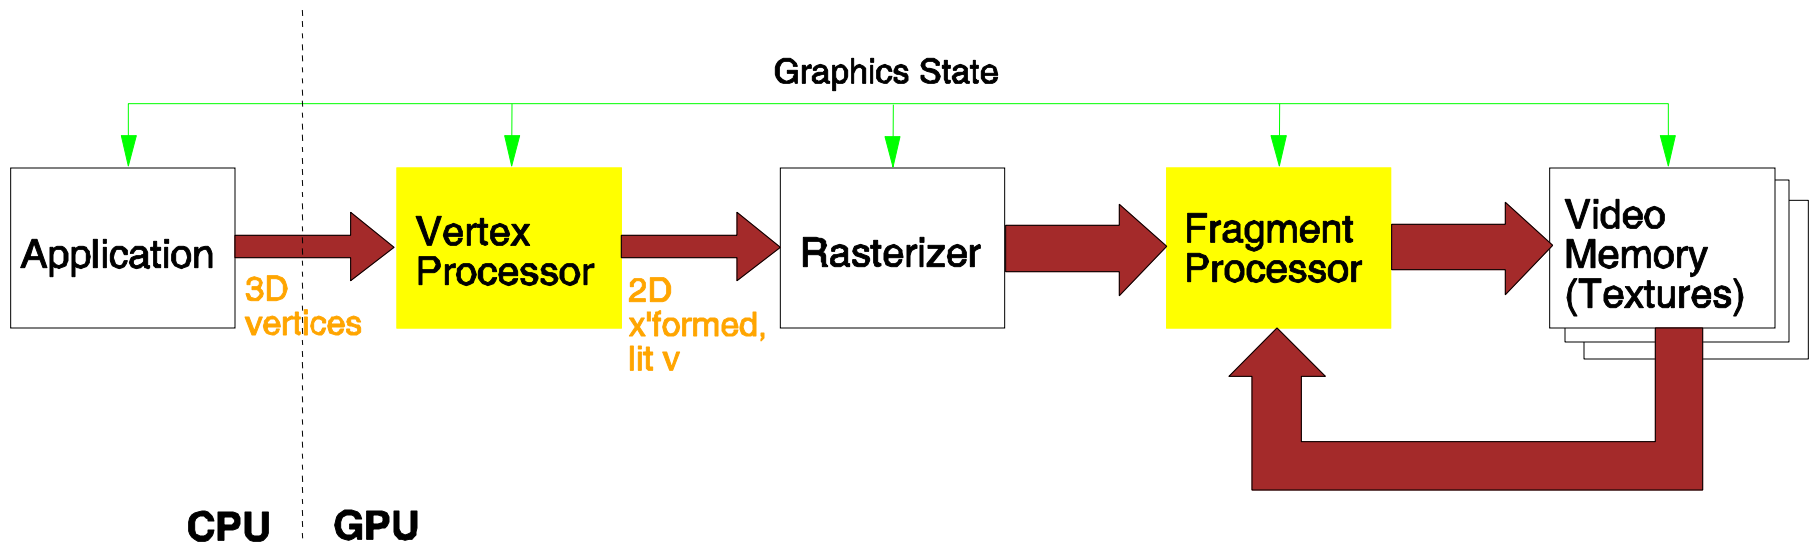 Graphics State
Application
3D
vertices
Vertex
Processor
2D
x'formed,
lit v
Rasterizer
Fragment
Processor
Video
Memory
(Textures)
CPU
GPU